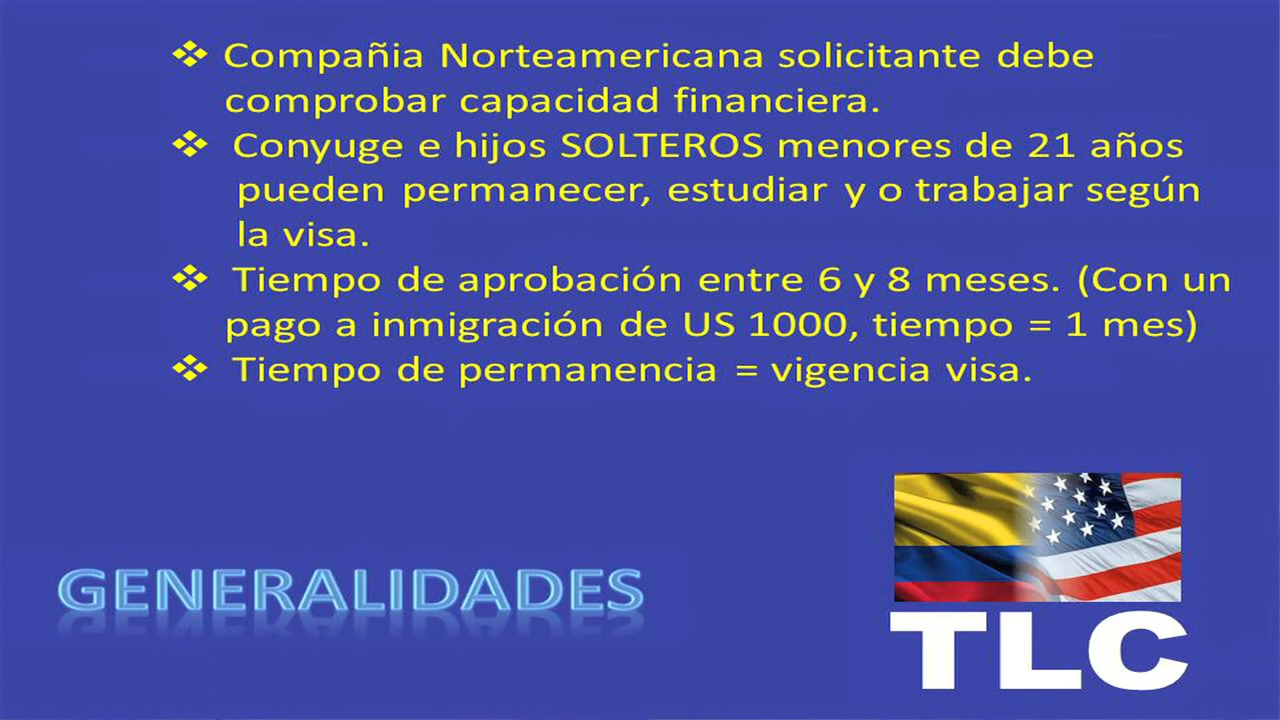 ❖ Compañia Norteamericana solicitante debe
comprobar capacidad financiera.
❖ Conyuge e hijos SOLTEROS menores de 21 años
pueden permanecer, estudiar y o trabajar según
la visa.
❖ Tiempo de aprobación entre 6 y 8 meses. (Con un
pago a inmigración de US 1000, tiempo = 1 mes)
❖ Tiempo de permanencia = vigencia visa.
GENERALIDADES
TLC